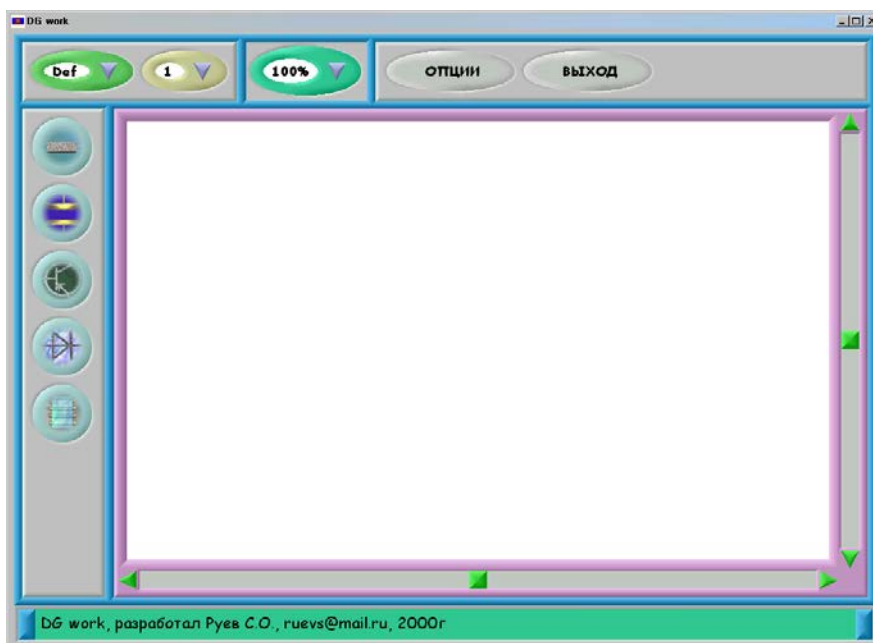 DG work
Def
1
100%
ОПЦИИ
ВЫХОД
DG work, разработал Руев С.О., ruevs@mail.ru, 2000г